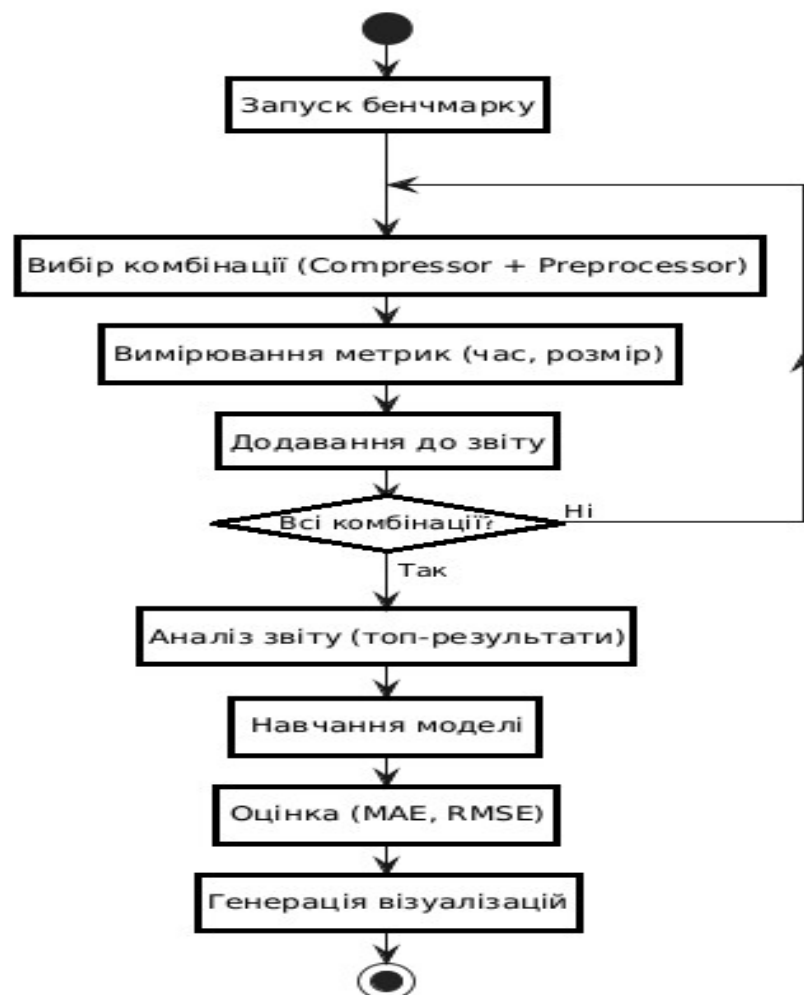 Запуск бенчмарку
Вибір комбінації (Compressor + Preprocessor)
Вимірювання метрик (час, розмір)
Додавання до звіту
Всі комбінації?
Ні
Так
Аналіз звіту (топ-результати)
Навчання моделі
Оцінка (MAE, RMSE)
Генерація візуалізацій